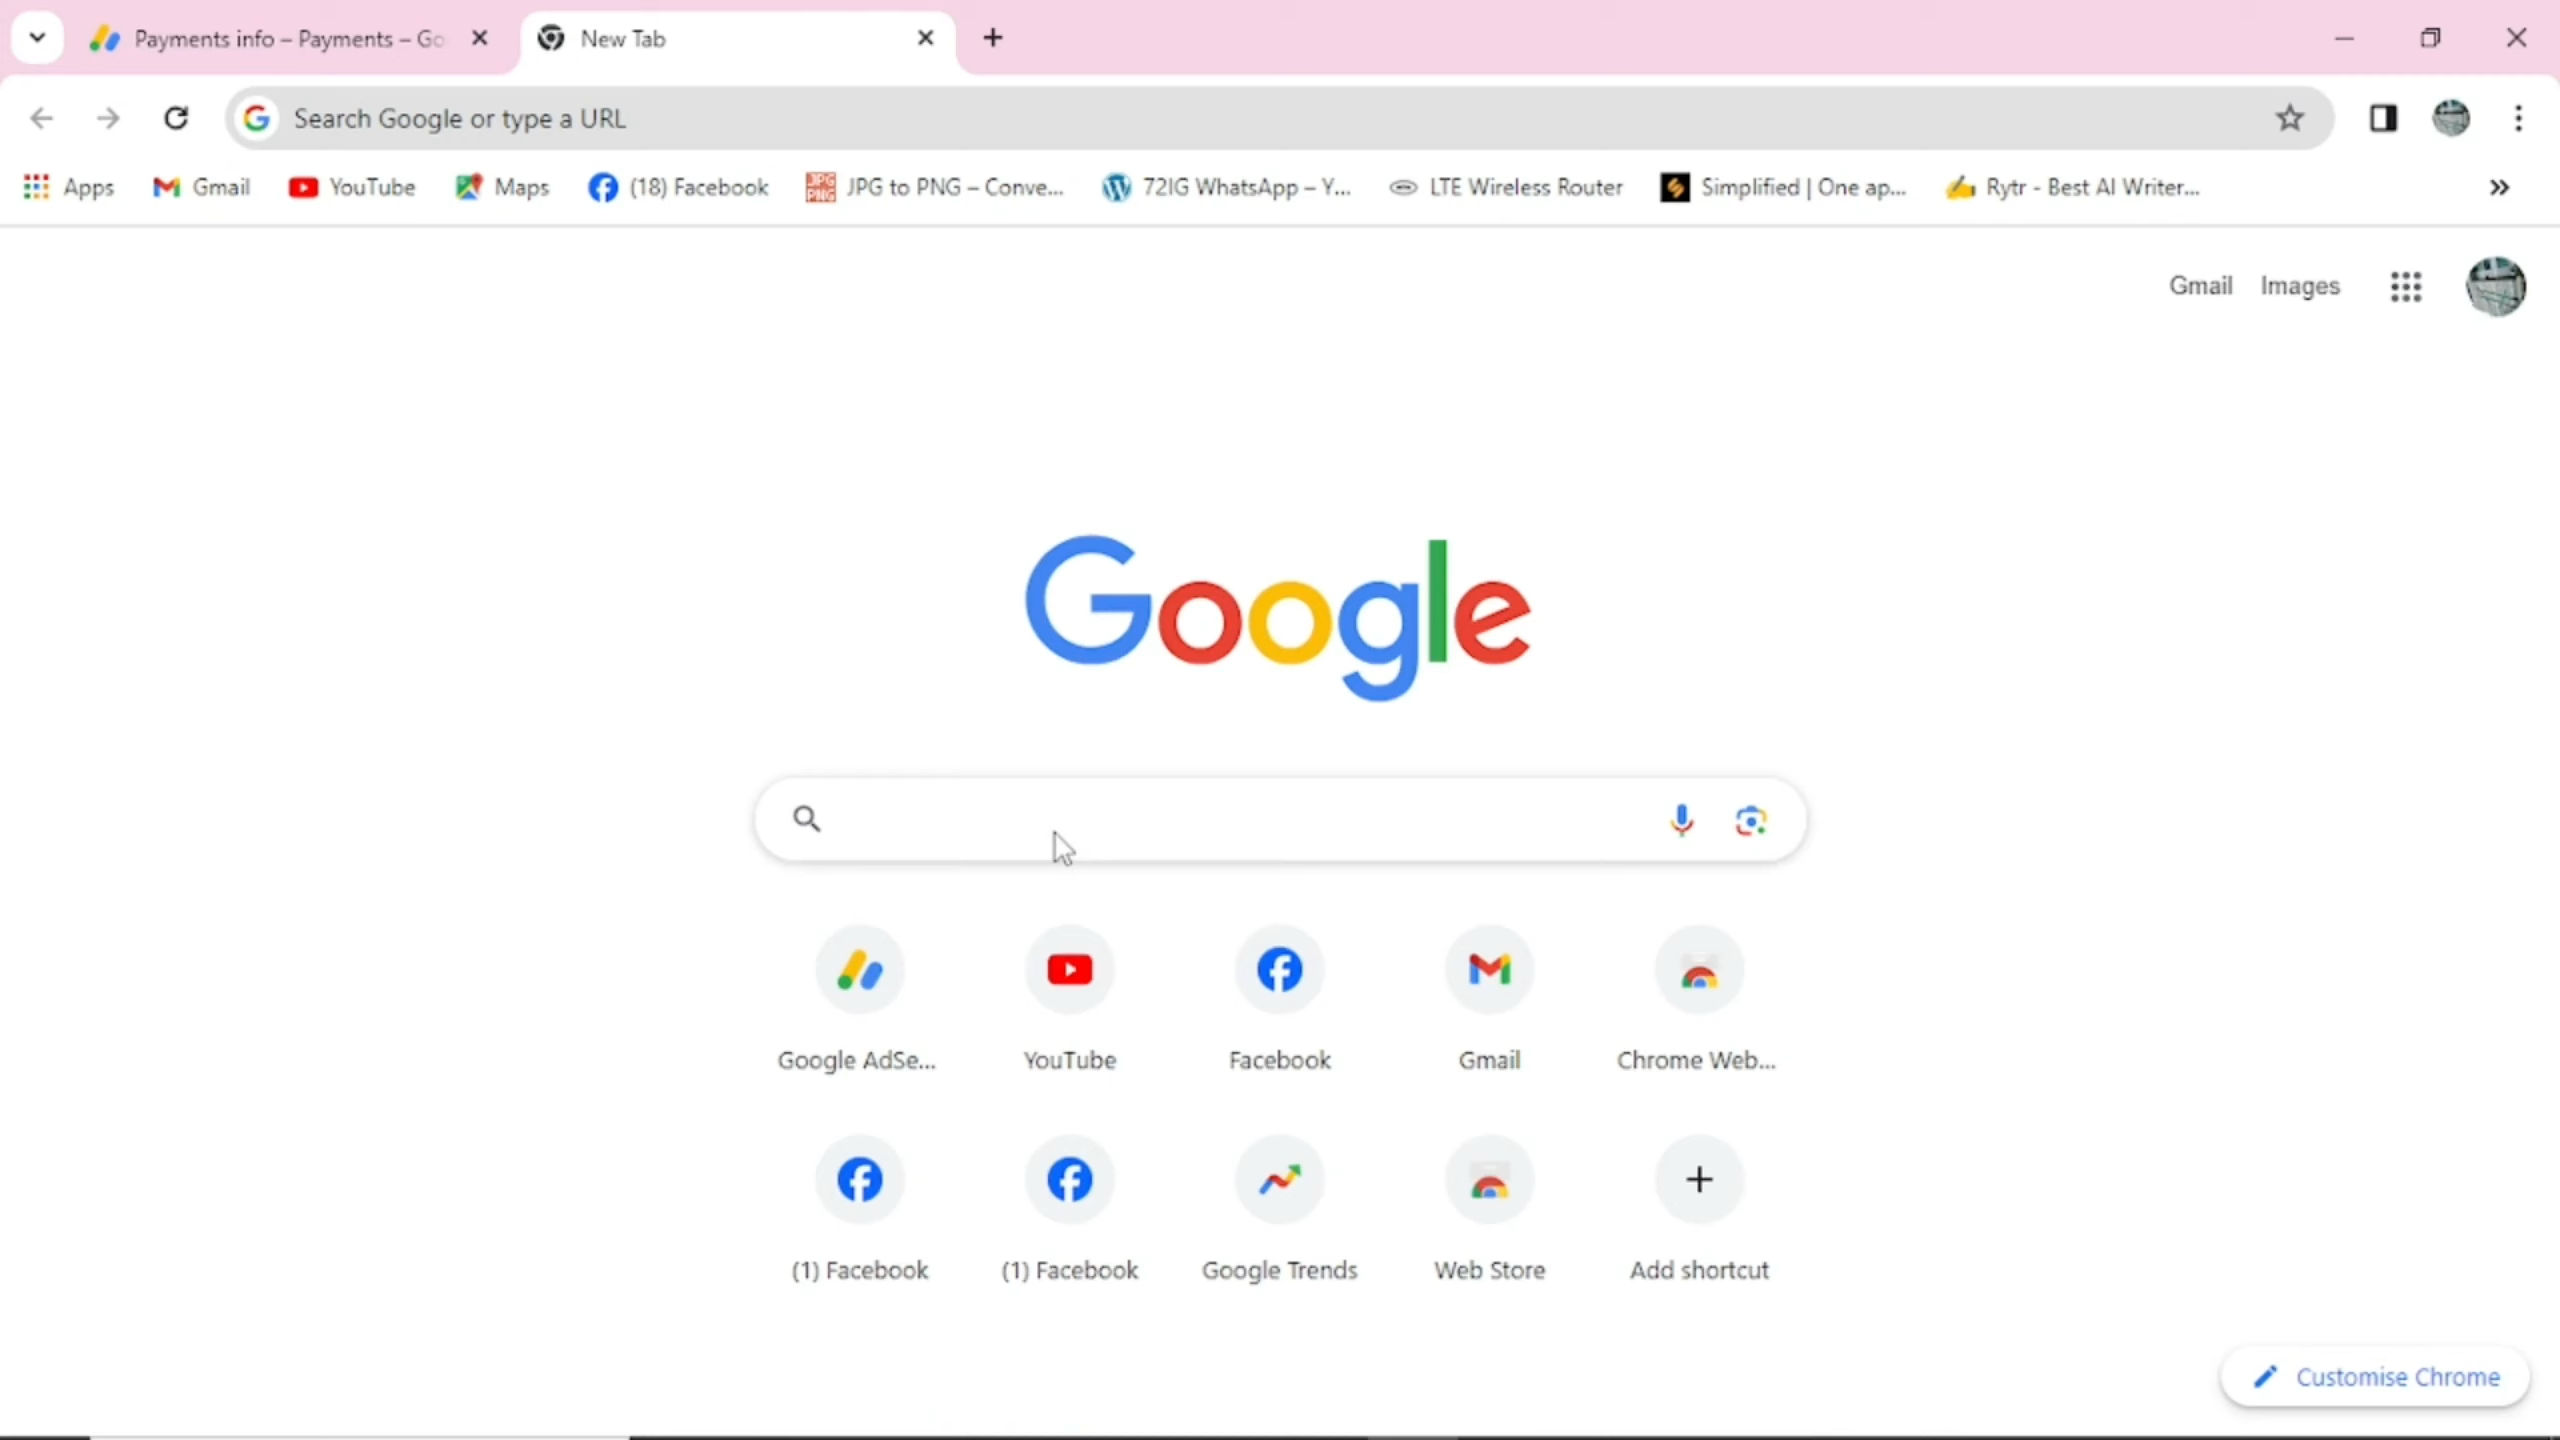 Payments info – Payments – Go
New Tab
Search Google or type a URL
Apps
Gmail
YouTube
Maps
(18) Facebook
JPG to PNG – Conve...
72IG WhatsApp – Y...
LTE Wireless Router
Simplified | One ap...
Rytr - Best AI Writer...
Gmail
Images
Google
Google AdSe...
YouTube
Facebook
Gmail
Chrome Web...
(1) Facebook
(1) Facebook
Google Trends
Web Store
Add shortcut
Customise Chrome